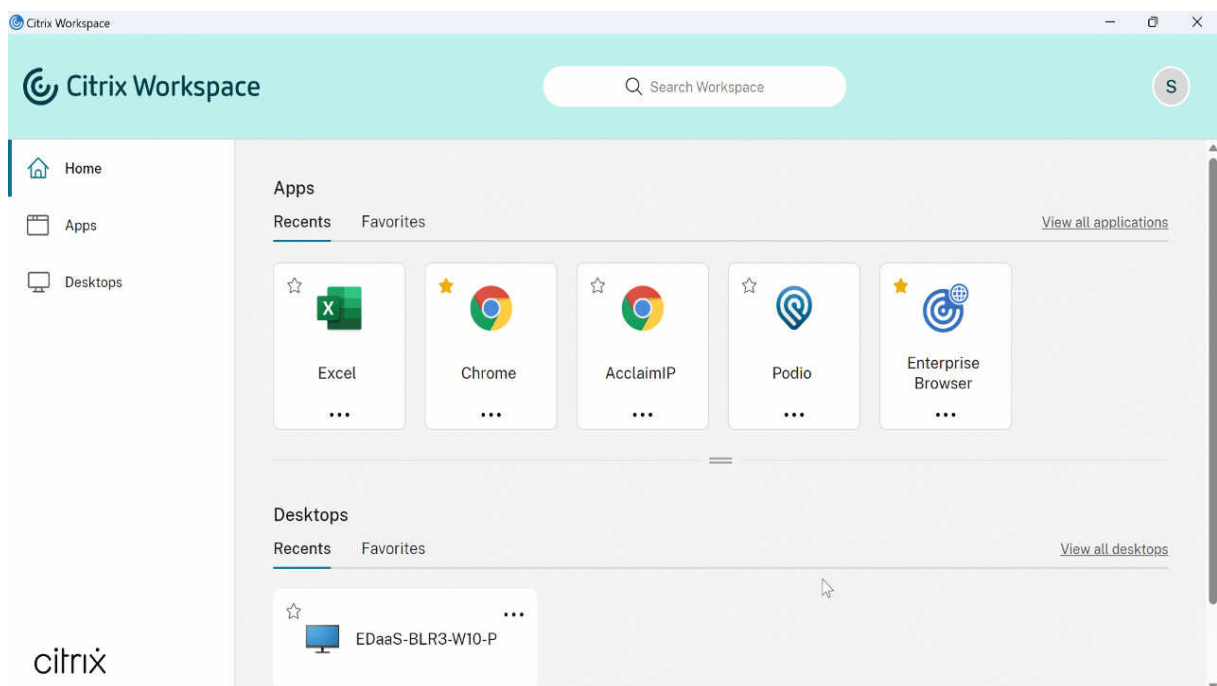 Citrix Workspace
Citrix Workspace
Search Workspace
S
Home
Apps
Desktops
Apps
Recents Favorites View all applications
X
Excel
Chrome
AcclaimIP
Podio
Enterprise
Browser
Desktops
Recents Favorites View all desktops
EDaaS-BLR3-W10-P
citrix